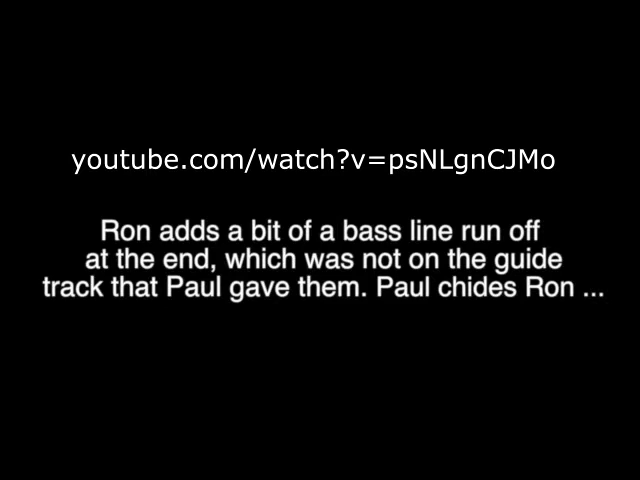 youtube.com/watch?v=psNLgnCJMo
Ron adds a bit of a bass line run off
at the end, which was not on the guide
track that Paul gave them. Paul chides Ron ...